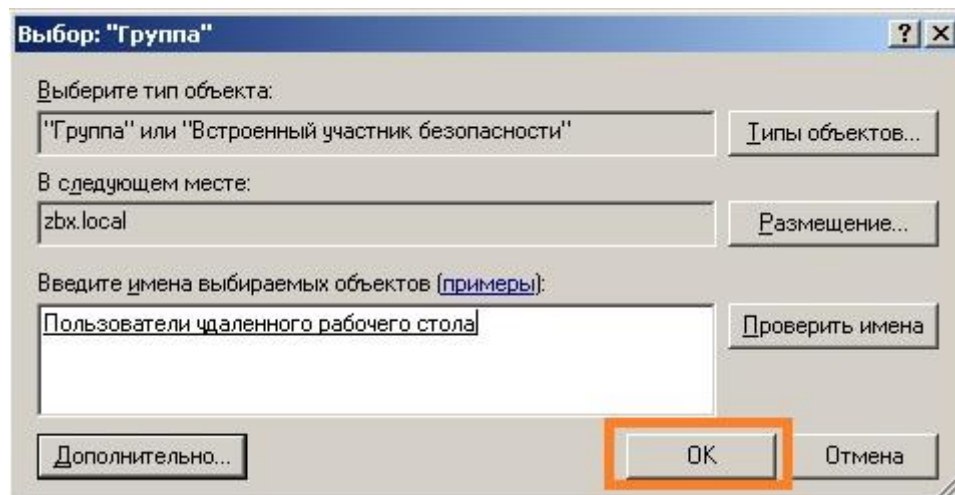 Выбор: "Группа"
Выберите тип объекта:
"Группа" или "Встроенный участник безопасности"
Типы объектов...
В следующем месте:
zbx.local
Размещение...
Введите имена выбираемых объектов (примеры):
Пользователи удаленного рабочего стола
Проверить имена
Дополнительно...
OK
Отмена